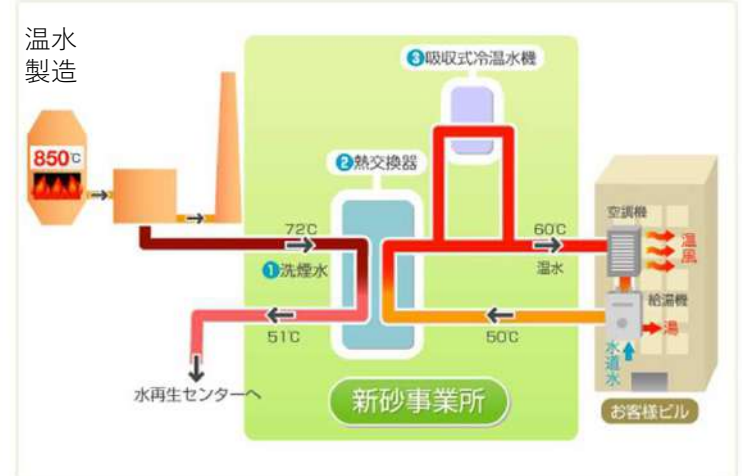 温水
製造
850℃
❸吸収式冷温水機
❷熱交換器
72℃
❶洗煙水
51℃
水再生センターへ
60℃
温水
50℃
空調機
温風
給湯機
湯
水道水
お客様ビル
新砂事業所